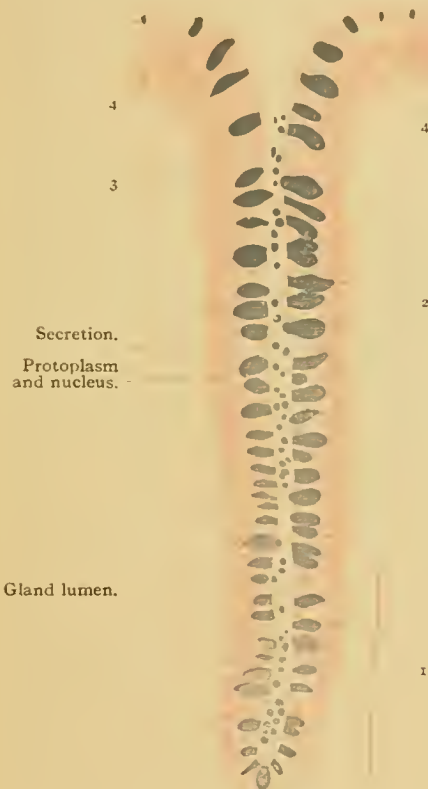 4
4
3
2
Secretion.
Protoplasm
and nucleus.
Gland lumen.
1